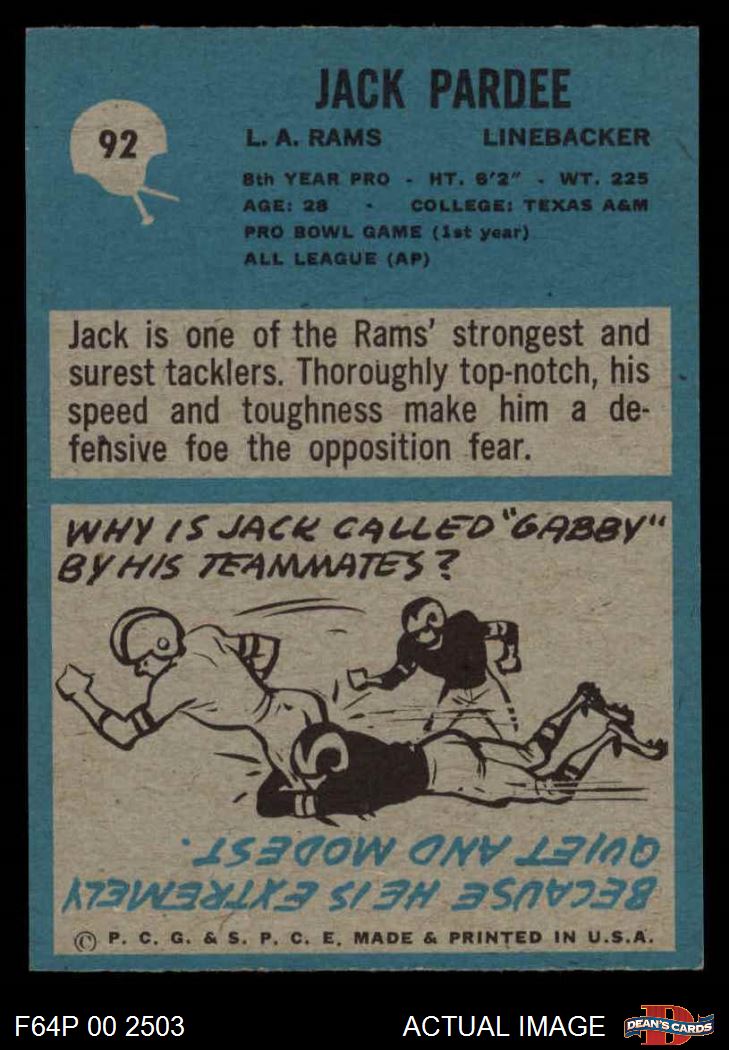 92
JACK PARDEE
L. A. RAMS LINEBACKER
8th YEAR PRO - HT. 6'2" - WT. 225
AGE: 28 - COLLEGE: TEXAS A&M
PRO BOWL GAME (1st year)
ALL LEAGUE (AP)
Jack is one of the Rams' strongest and
surest tacklers. Thoroughly top-notch, his
speed and toughness make him a de-
fensive foe the opposition fear.
WHY IS JACK CALLED "GABBY"
BY HIS TEAMMATES?
BECAUSE HE IS EXTREMELY
QUIET AND MODEST.
© P. C. G. & S. P. C. E. MADE & PRINTED IN U.S.A.
F64P 00 2503 ACTUAL IMAGE
D
DEAN'S CARDS